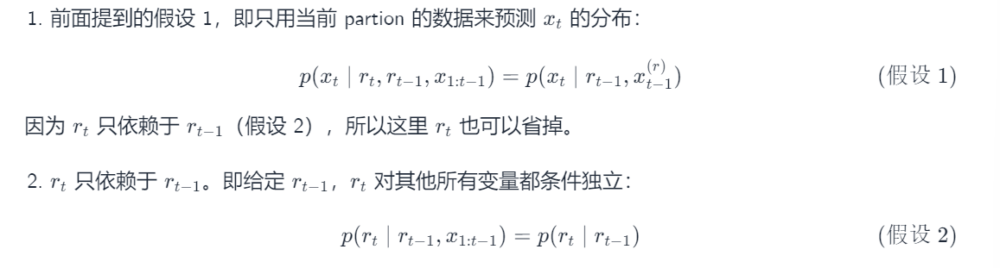 1. 前面提到的假设 1，即只用当前 partion 的数据来预测 $x_t$ 的分布：
$p(x_t \mid r_t, r_{t-1}, x_{1:t-1}) = p(x_t \mid r_{t-1}, x_{t-1}^{(r)})$ (假设 1)
因为 $r_t$ 只依赖于 $r_{t-1}$（假设 2），所以这里 $r_t$ 也可以省掉。
2. $r_t$ 只依赖于 $r_{t-1}$。即给定 $r_{t-1}$，$r_t$ 对其他所有变量都条件独立：
$p(r_t \mid r_{t-1}, x_{1:t-1}) = p(r_t \mid r_{t-1})$ (假设 2)